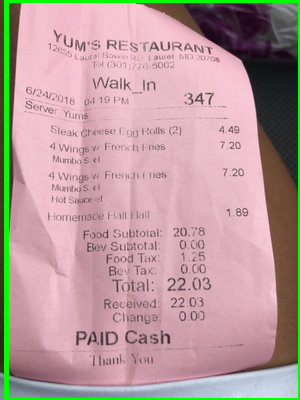 YUM'S RESTAURANT
12655 Laurel Bowie RD. Laurel, MD 20708
Tel (301)776-5002
Walk_In
6/24/2018 04:19 PM 347
Server Yums
Steak Cheese Egg Rolls (2) 4.49
4 Wings w French Fries 7.20
Mumbo S.
4 Wings w French Fries 7.20
Mumbo S.
Hot Sauce
Homemade Half Half 1.89
Food Subtotal: 20.78
Bev Subtotal: 0.00
Food Tax: 1.25
Bev Tax: 0.00
Total: 22.03
Received: 22.03
Change: 0.00
PAID Cash
Thank You